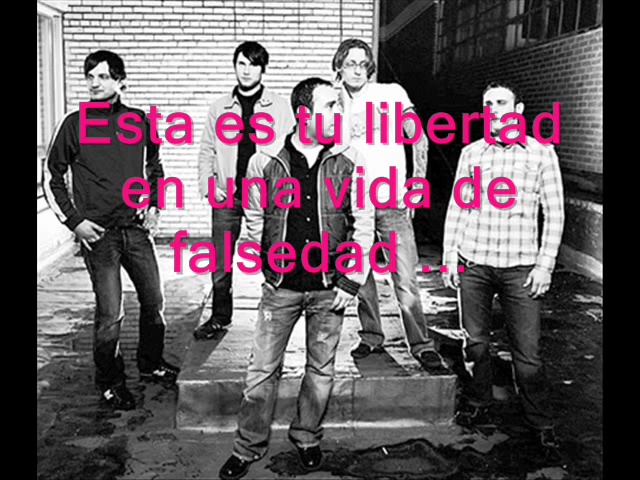 Esta es tu libertad
en una vida de
falsedad ...